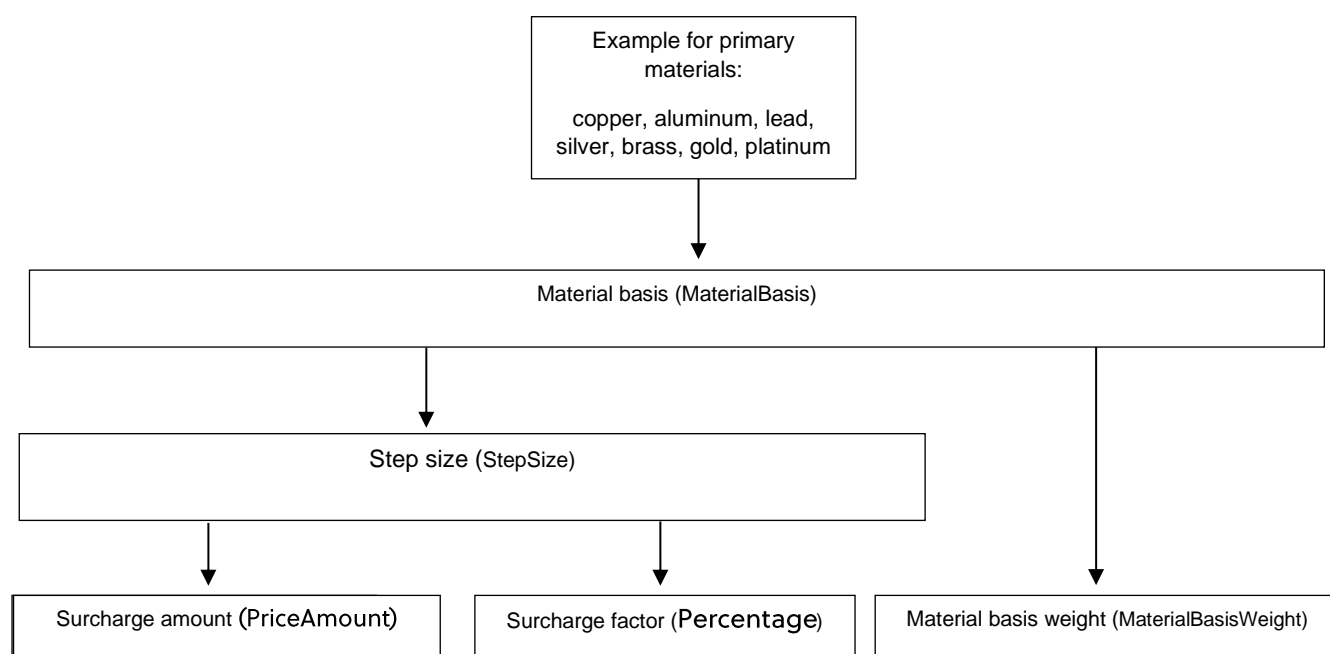 Example for primary
materials:
copper, aluminum, lead,
silver, brass, gold, platinum
Material basis (MaterialBasis)
Step size (StepSize)
Surcharge amount (PriceAmount)
Surcharge factor (Percentage)
Material basis weight (MaterialBasisWeight)